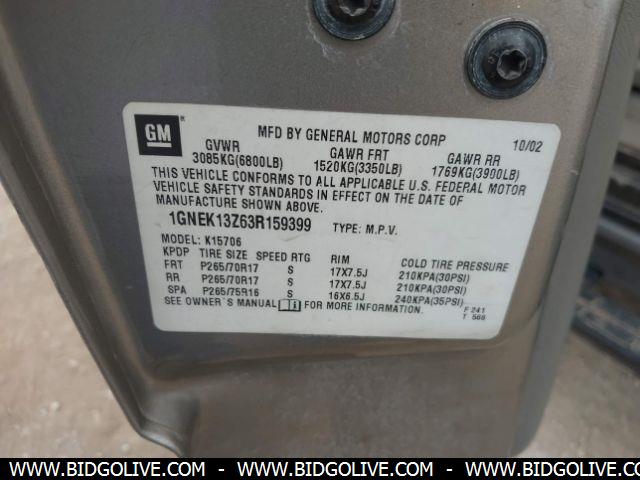 GM
MFD BY GENERAL MOTORS CORP 10/02
GVWR GAWR FRT GAWR RR
3085KG(6800LB) 1520KG(3350LB) 1769KG(3900LB)
THIS VEHICLE CONFORMS TO ALL APPLICABLE U.S. FEDERAL MOTOR
VEHICLE SAFETY STANDARDS IN EFFECT ON THE DATE OF
MANUFACTURE SHOWN ABOVE.
1GNEK13Z63R159399 TYPE: M.P.V.
MODEL: K15706
KPDP TIRE SIZE SPEED RTG RIM COLD TIRE PRESSURE
FRT P265/70R17 S 17X7.5J 210KPA(30PSI)
RR P265/70R17 S 17X7.5J 210KPA(30PSI)
SPA P265/75R16 S 16X6.5J 240KPA(35PSI)
SEE OWNER'S MANUAL FOR MORE INFORMATION.
F 241
T 568
WWW.BIDGOLIVE.COM - WWW.BIDGOLIVE.COM - WWW.BIDGOLIVE.COM